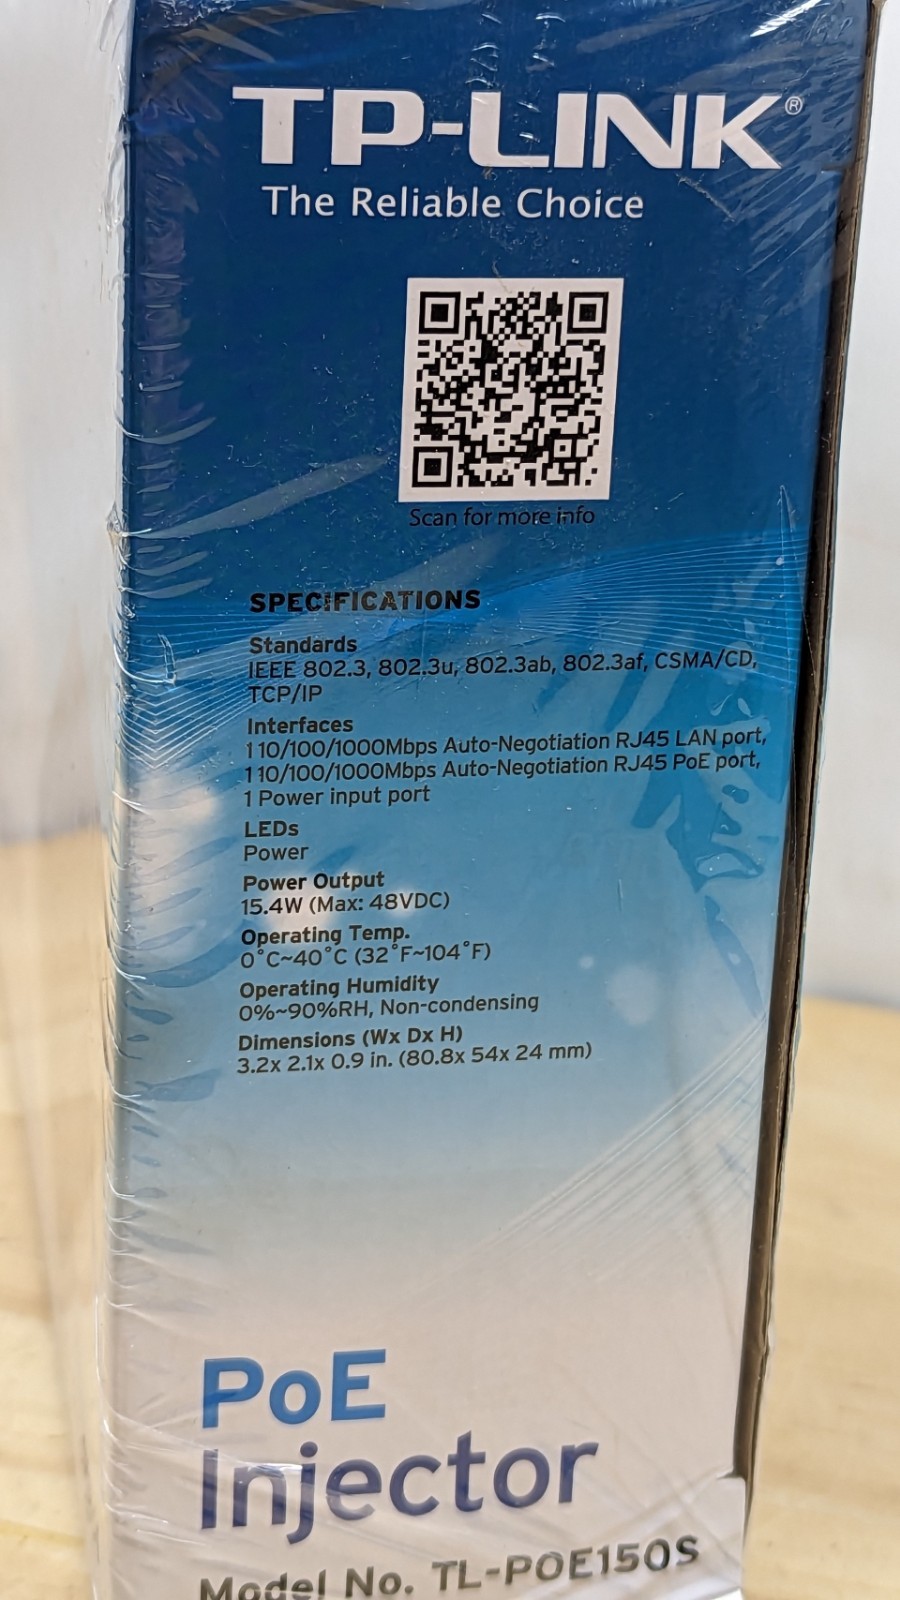 TP-LINK®
The Reliable Choice
Scan for more info
SPECIFICATIONS
Standards
IEEE 802.3, 802.3u, 802.3ab, 802.3af, CSMA/CD,
TCP/IP
Interfaces
1 10/100/1000Mbps Auto-Negotiation RJ45 LAN port,
1 10/100/1000Mbps Auto-Negotiation RJ45 PoE port,
1 Power input port
LEDs
Power
Power Output
15.4W (Max: 48VDC)
Operating Temp.
0°C~40°C (32°F~104°F)
Operating Humidity
0%~90%RH, Non-condensing
Dimensions (Wx Dx H)
3.2x 2.1x 0.9 in. (80.8x 54x 24 mm)
PoE
Injector
Model No. TL-POE150S